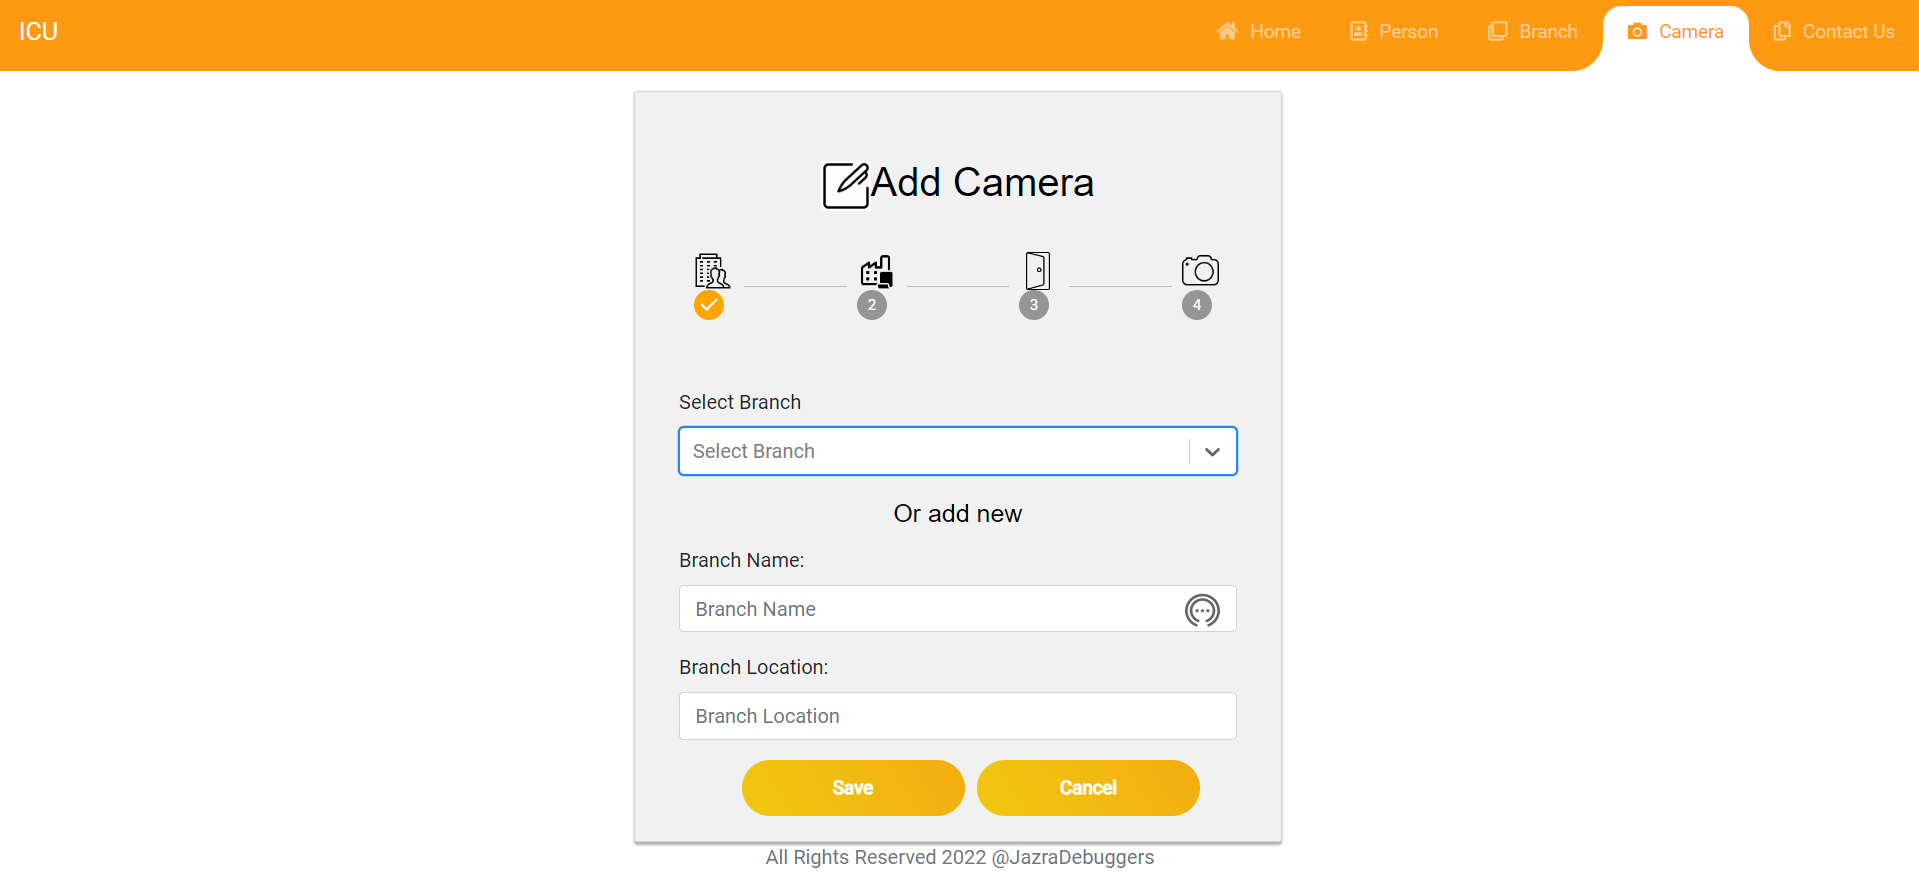 ICU Home Person Branch Camera Contact Us
Add Camera
2 3 4
Select Branch
Select Branch
Or add new
Branch Name:
Branch Name
Branch Location:
Branch Location
Save Cancel
All Rights Reserved 2022 @JazraDebuggers